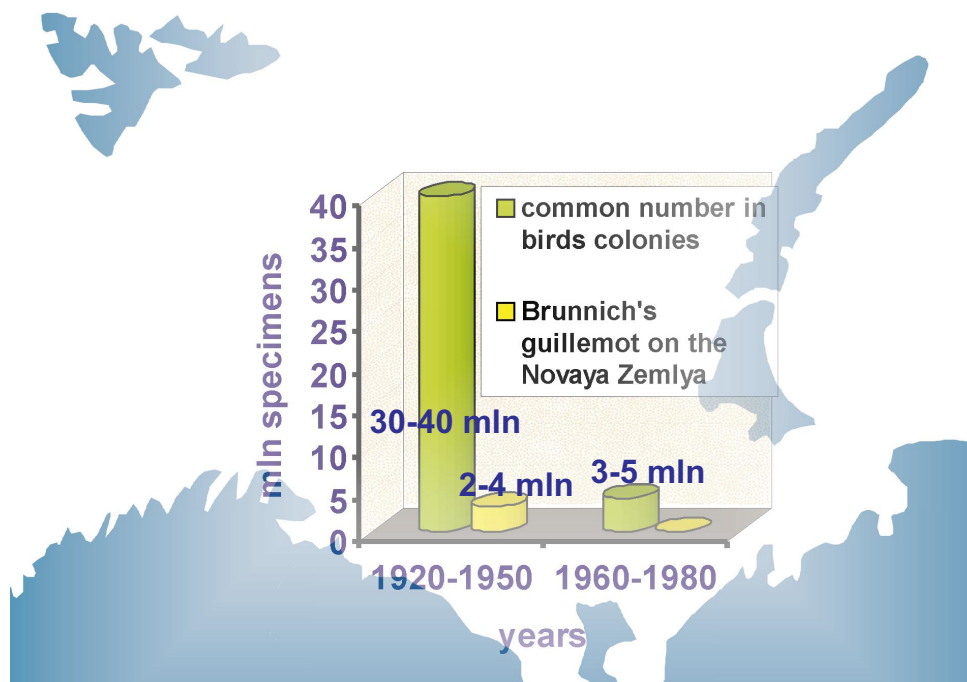 40
35
30
25
20
15
10
5
0
mln specimens
common number in
birds colonies
Brunnich's
guillemot on the
Novaya Zemlya
30-40 mln
2-4 mln
3-5 mln
1920-1950
1960-1980
years